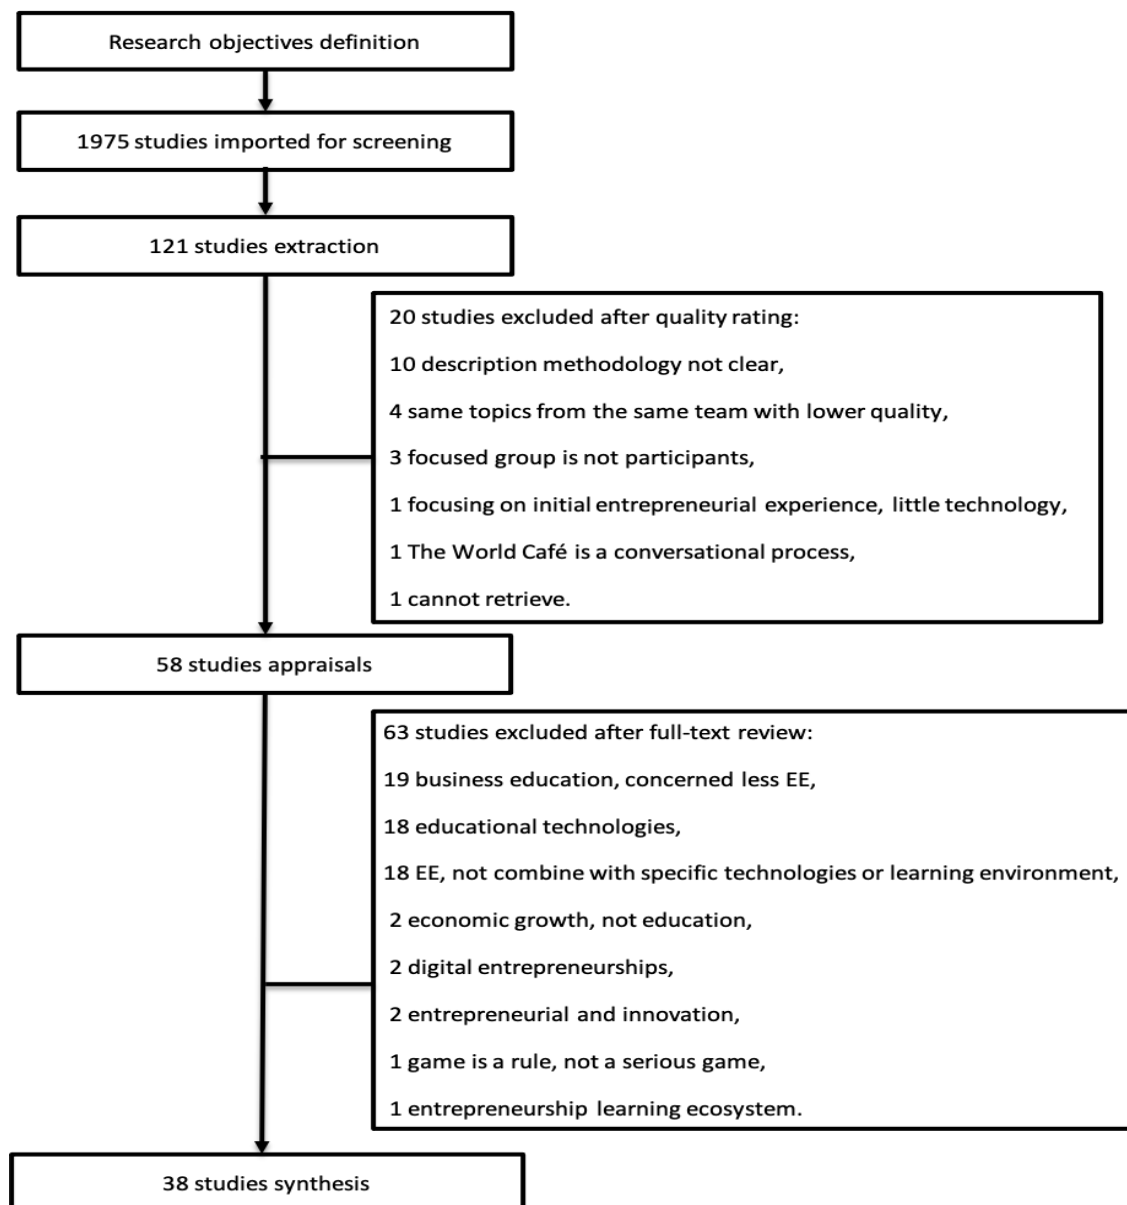 Research objectives definition
1975 studies imported for screening
121 studies extraction
20 studies excluded after quality rating:
10 description methodology not clear,
4 same topics from the same team with lower quality,
3 focused group is not participants,
1 focusing on initial entrepreneurial experience, little technology,
1 The World Café is a conversational process,
1 cannot retrieve.
58 studies appraisals
63 studies excluded after full-text review:
19 business education, concerned less EE,
18 educational technologies,
18 EE, not combine with specific technologies or learning environment,
2 economic growth, not education,
2 digital entrepreneurships,
2 entrepreneurial and innovation,
1 game is a rule, not a serious game,
1 entrepreneurship learning ecosystem.
38 studies synthesis